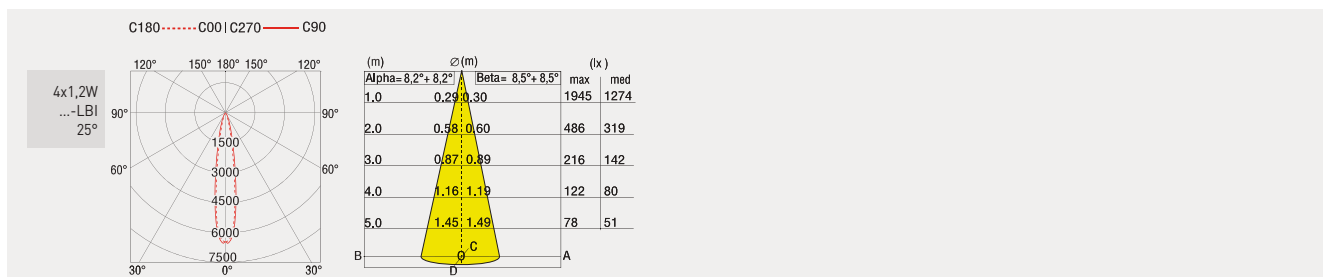 C180 C00 | C270 C90
4x1,2W
...-LBI
25°
120° 150° 180° 150° 120°
90° 90°
60° 60°
1500
3000
4500
6000
7500
30° 0° 30°
(m) ∅(m) (lx )
Alpha= 8,2°+ 8,2° Beta= 8,5°+ 8,5° max med
1.0 0.29 0.30 1945 1274
2.0 0.58 0.60 486 319
3.0 0.87 0.89 216 142
4.0 1.16 1.19 122 80
5.0 1.45 1.49 78 51
B O C A
D